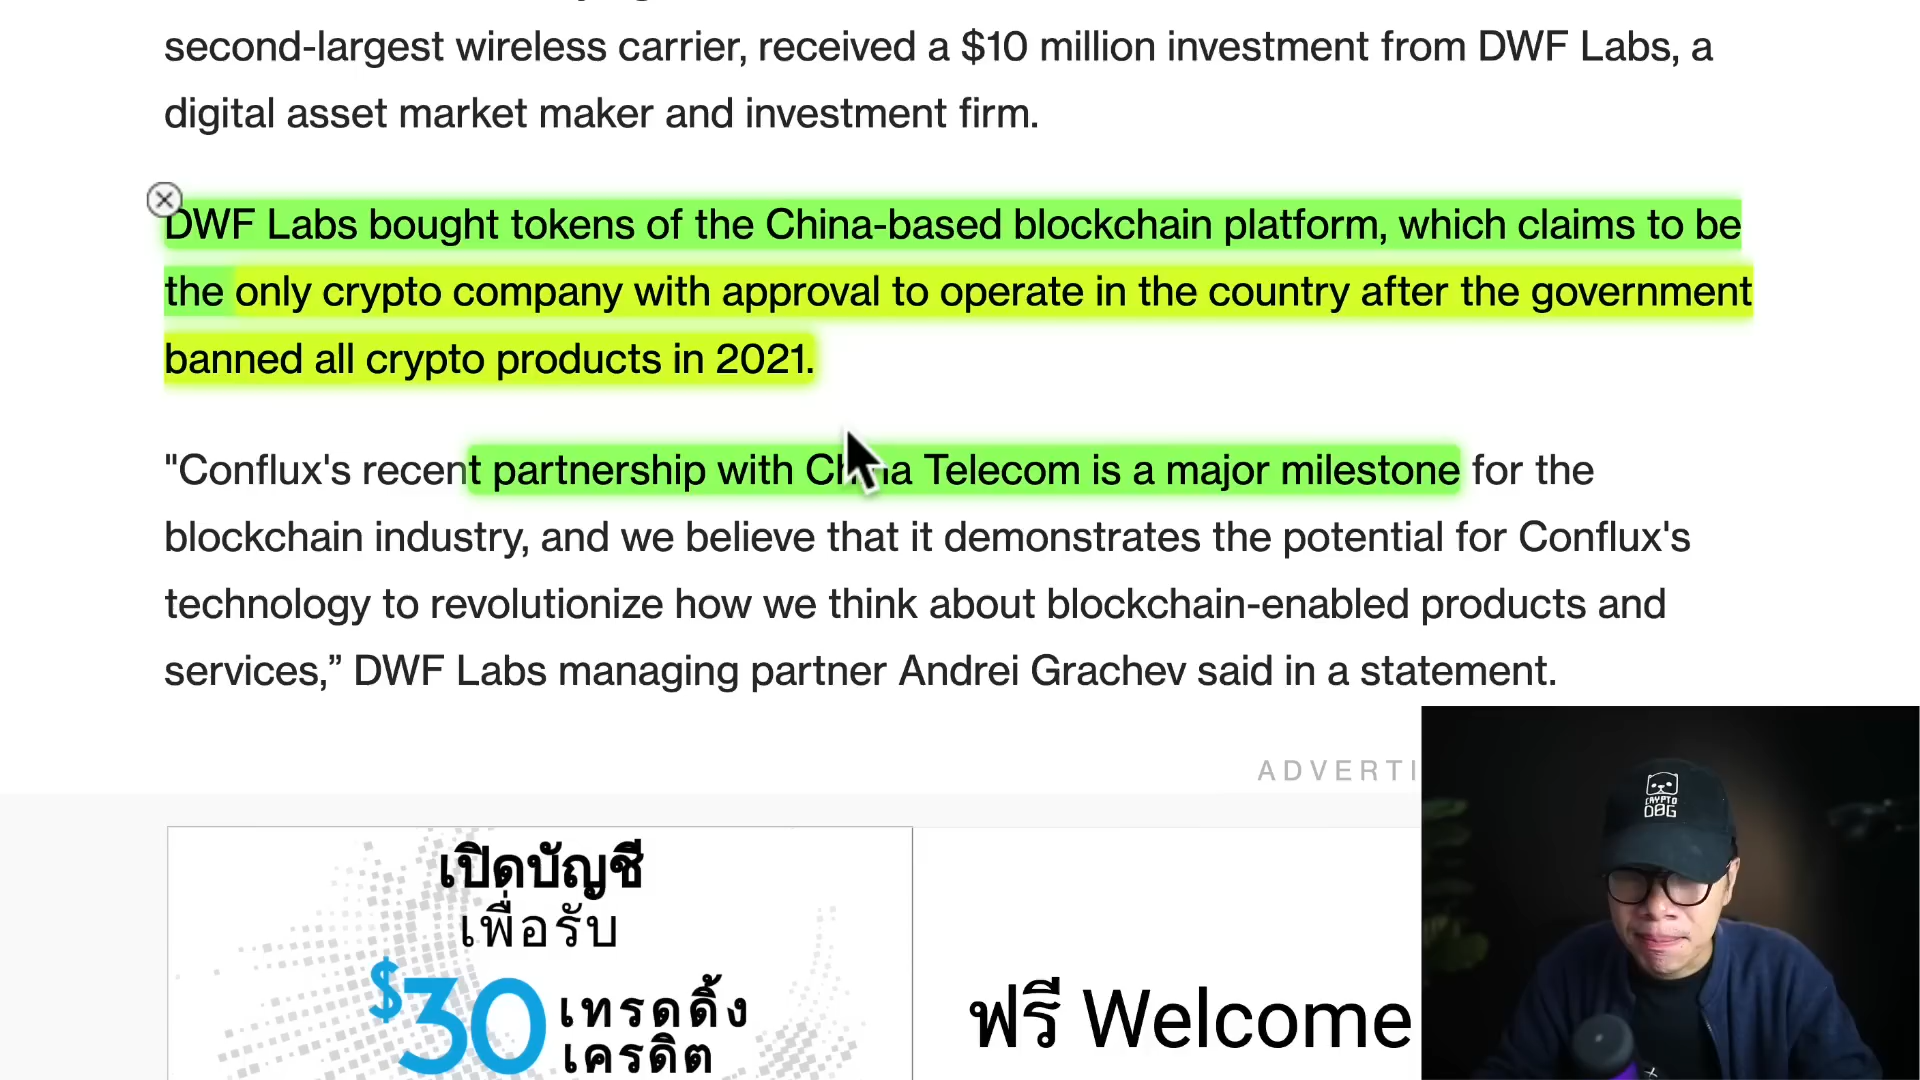 second-largest wireless carrier, received a $10 million investment from DWF Labs, a
digital asset market maker and investment firm.
DWF Labs bought tokens of the China-based blockchain platform, which claims to be
the only crypto company with approval to operate in the country after the government
banned all crypto products in 2021.
"Conflux's recent partnership with China Telecom is a major milestone for the
blockchain industry, and we believe that it demonstrates the potential for Conflux's
technology to revolutionize how we think about blockchain-enabled products and
services,” DWF Labs managing partner Andrei Grachev said in a statement.
ADVERTI
เปิดบัญชี
เพื่อรับ
$30 เทรดดิ้ง
เครดิต
ฟรี Welcome
CRYPTO
DOG